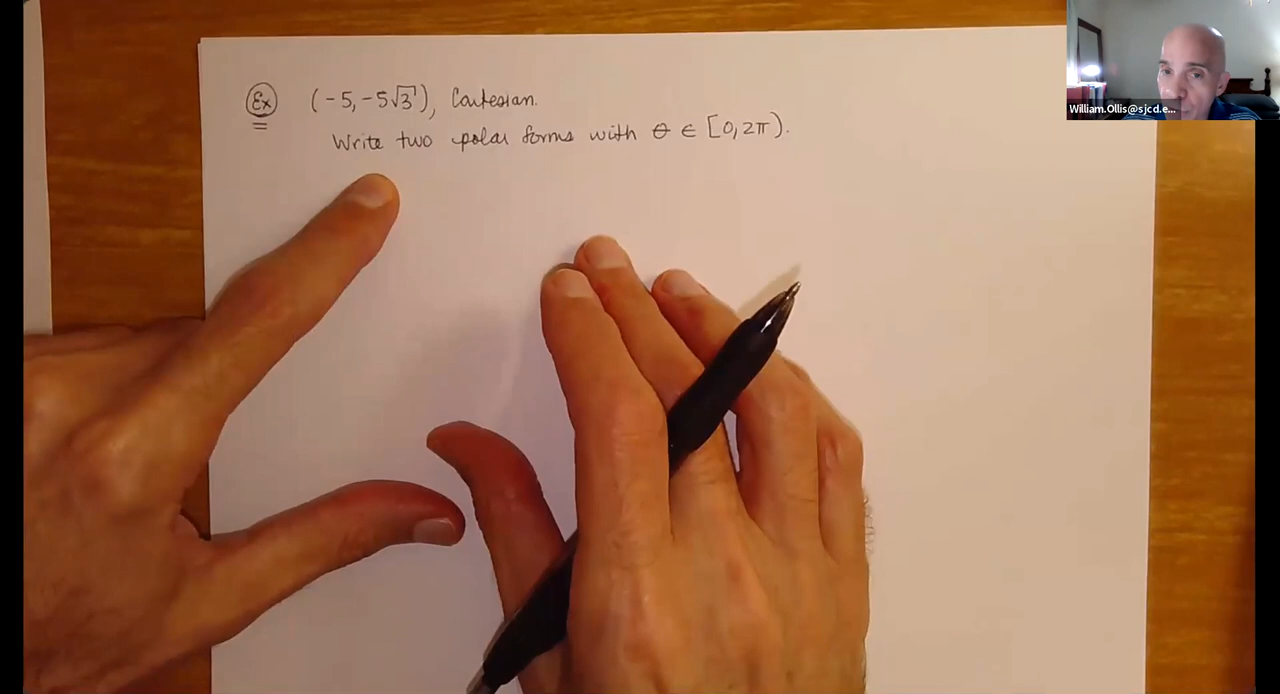 Ex (-5, -5√3), Cartesian.
Write two polar forms with θ ∈ [0, 2π).
William.Ollis@sjcd.e...